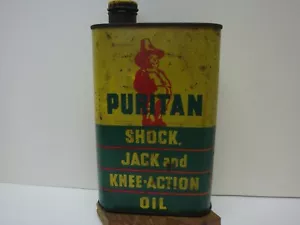 PURITAN
SHOCK,
JACK and
KNEE-ACTION
OIL